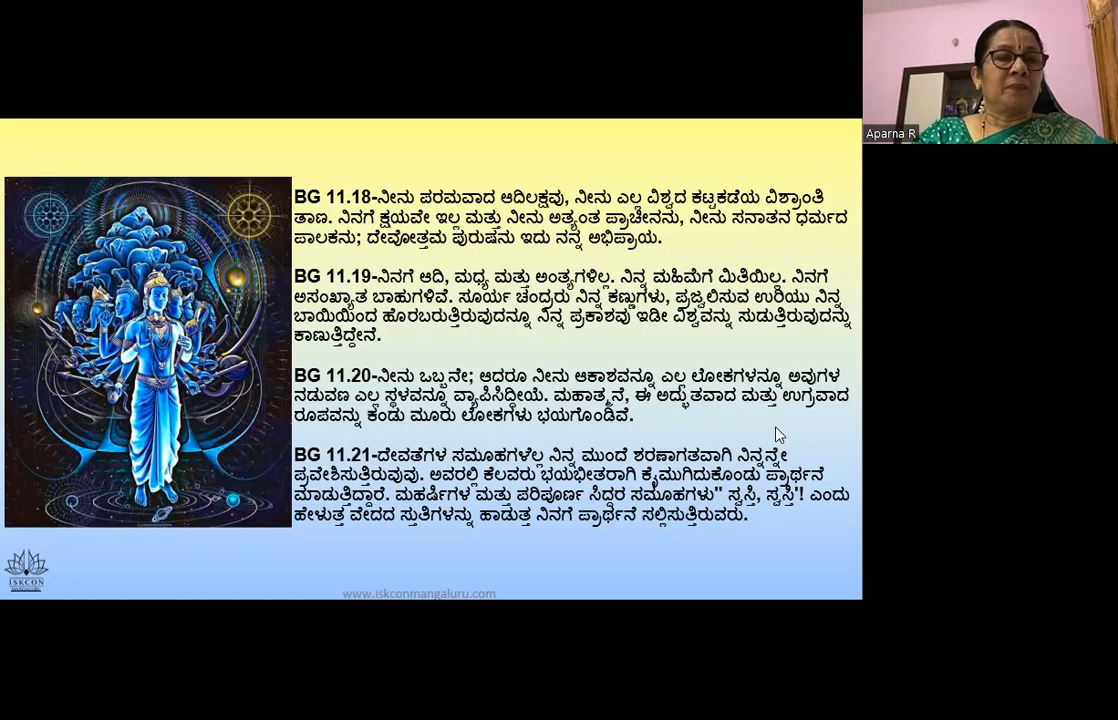 Aparna R
BG 11.18-ನೀನು ಪರಮವಾದ ಆದಿಲಕ್ಷವು, ನೀನು ಎಲ್ಲ ವಿಶ್ವದ ಕಟ್ಟಕಡೆಯ ವಿಶ್ರಾಂತಿ
ತಾಣ. ನಿನಗೆ ಕ್ಷಯವೇ ಇಲ್ಲ ಮತ್ತು ನೀನು ಅತ್ಯಂತ ಪ್ರಾಚೀನನು, ನೀನು ಸನಾತನ ಧರ್ಮದ
ಪಾಲಕನು; ದೇವೋತ್ತಮ ಪುರುಷನು ಇದು ನನ್ನ ಅಭಿಪ್ರಾಯ.
BG 11.19-ನಿನಗೆ ಆದಿ, ಮಧ್ಯ ಮತ್ತು ಅಂತ್ಯಗಳಿಲ್ಲ. ನಿನ್ನ ಮಹಿಮೆಗೆ ಮಿತಿಯಿಲ್ಲ. ನಿನಗೆ
ಅಸಂಖ್ಯಾತ ಬಾಹುಗಳಿವೆ. ಸೂರ್ಯ ಚಂದ್ರರು ನಿನ್ನ ಕಣ್ಣುಗಳು, ಪ್ರಜ್ವಲಿಸುವ ಉರಿಯು ನಿನ್ನ
ಬಾಯಿಯಿಂದ ಹೊರಬರುತ್ತಿರುವುದನ್ನೂ ನಿನ್ನ ಪ್ರಕಾಶವು ಇಡೀ ವಿಶ್ವವನ್ನು ಸುಡುತ್ತಿರುವುದನ್ನು
ಕಾಣುತ್ತಿದ್ದೇನೆ.
BG 11.20-ನೀನು ಒಬ್ಬನೇ; ಆದರೂ ನೀನು ಆಕಾಶವನ್ನೂ ಎಲ್ಲ ಲೋಕಗಳನ್ನೂ ಅವುಗಳ
ನಡುವಣ ಎಲ್ಲ ಸ್ಥಳವನ್ನೂ ವ್ಯಾಪಿಸಿದ್ದೀಯೆ. ಮಹಾತ್ಮನೆ, ಈ ಅದ್ಭುತವಾದ ಮತ್ತು ಉಗ್ರವಾದ
ರೂಪವನ್ನು ಕಂಡು ಮೂರು ಲೋಕಗಳು ಭಯಗೊಂಡಿವೆ.
BG 11.21-ದೇವತೆಗಳ ಸಮೂಹಗಳೆಲ್ಲ ನಿನ್ನ ಮುಂದೆ ಶರಣಾಗತವಾಗಿ ನಿನ್ನನ್ನೇ
ಪ್ರವೇಶಿಸುತ್ತಿರುವುವು. ಅವರಲ್ಲಿ ಕೆಲವರು ಭಯಭೀತರಾಗಿ ಕೈಮುಗಿದುಕೊಂಡು ಪ್ರಾರ್ಥನೆ
ಮಾಡುತ್ತಿದ್ದಾರೆ. ಮಹರ್ಷಿಗಳ ಮತ್ತು ಪರಿಪೂರ್ಣ ಸಿದ್ದರ ಸಮೂಹಗಳು" ಸ್ವಸ್ತಿ, ಸ್ವಸ್ತಿ'! ಎಂದು
ಹೇಳುತ್ತ ವೇದದ ಸ್ತುತಿಗಳನ್ನು ಹಾಡುತ್ತ ನಿನಗೆ ಪ್ರಾರ್ಥನೆ ಸಲ್ಲಿಸುತ್ತಿರುವರು.
ISKCON
www.iskconmangaluru.com